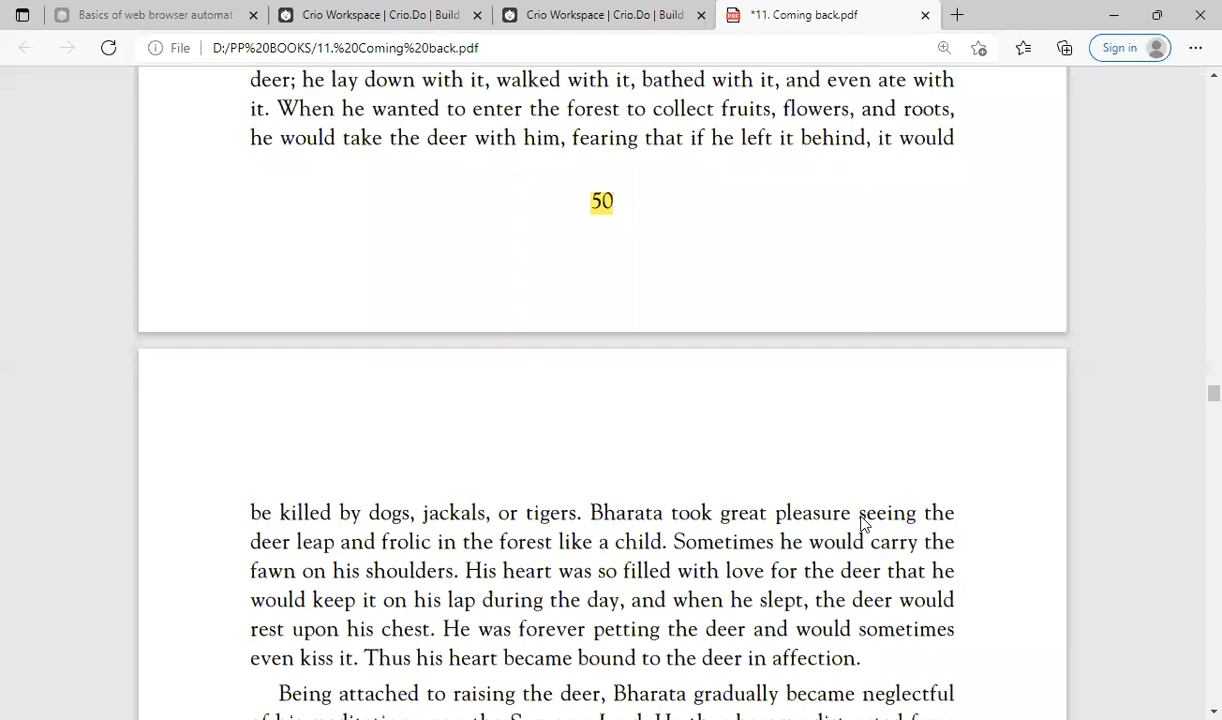 Basics of web browser automat
Crio Workspace | Crio.Do | Build
Crio Workspace | Crio.Do | Build
*11. Coming back.pdf
File
D:/PP%20BOOKS/11.%20Coming%20back.pdf
Sign in
deer; he lay down with it, walked with it, bathed with it, and even ate with
it. When he wanted to enter the forest to collect fruits, flowers, and roots,
he would take the deer with him, fearing that if he left it behind, it would
50
be killed by dogs, jackals, or tigers. Bharata took great pleasure seeing the
deer leap and frolic in the forest like a child. Sometimes he would carry the
fawn on his shoulders. His heart was so filled with love for the deer that he
would keep it on his lap during the day, and when he slept, the deer would
rest upon his chest. He was forever petting the deer and would sometimes
even kiss it. Thus his heart became bound to the deer in affection.
Being attached to raising the deer, Bharata gradually became neglectful